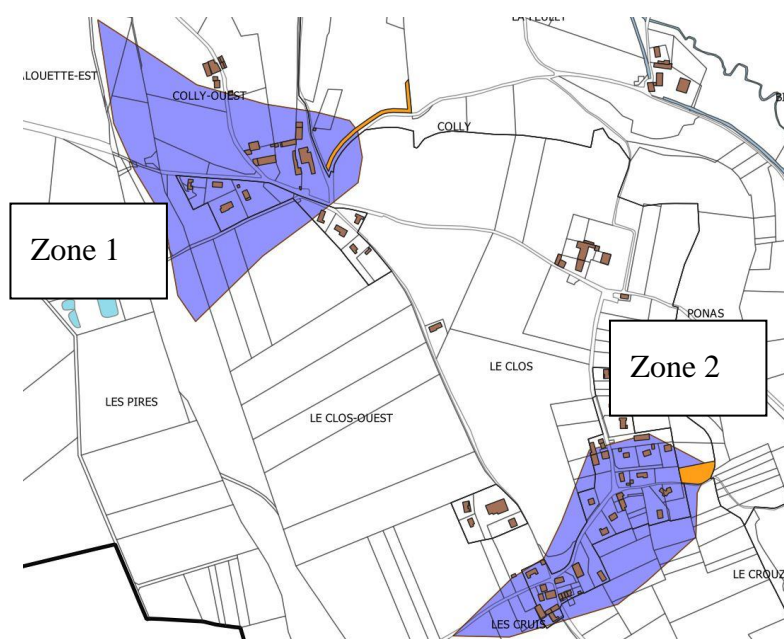 LOUETTE-EST
COLLY-OUEST
COLLY
Zone 1
PONAS
Zone 2
LE CLOS
LES PIRES
LE CLOS-OUEST
LE CROUZ
LES CRUIS